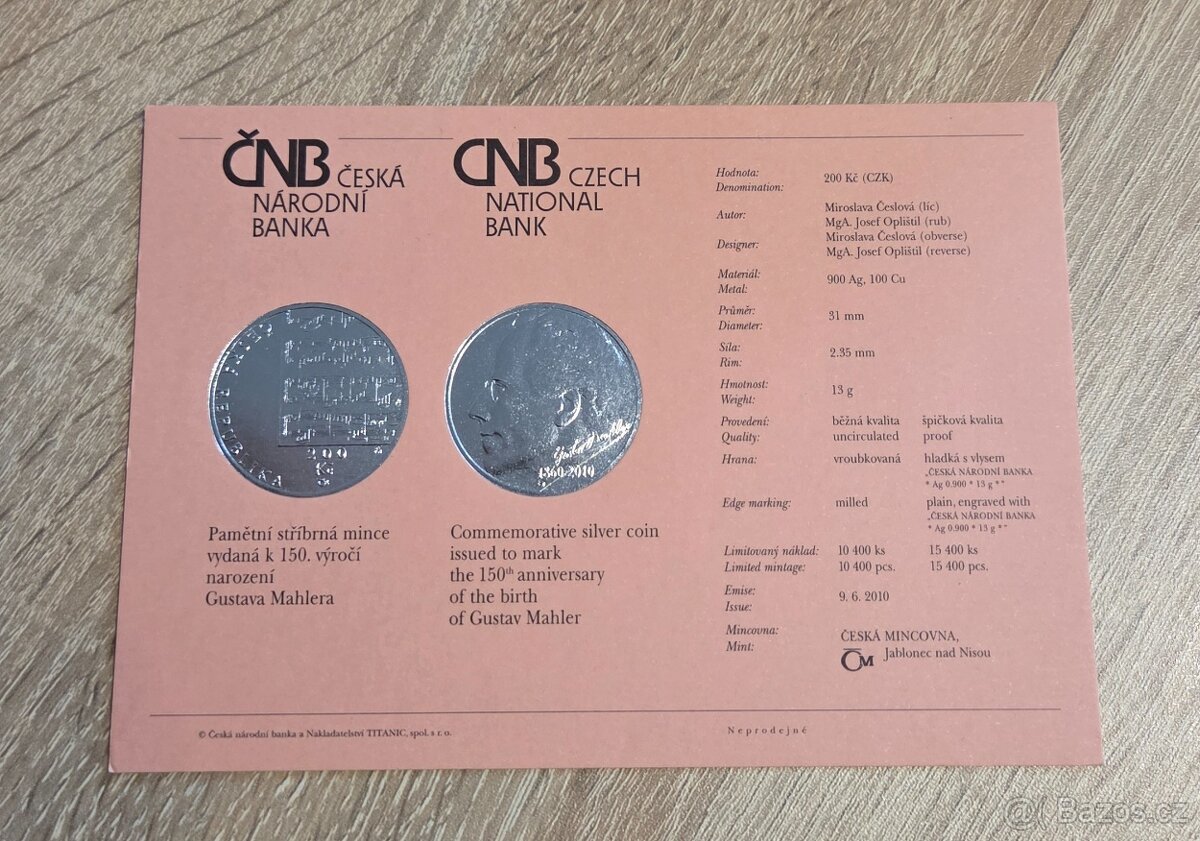 ČNB ČESKÁ
NÁRODNÍ
BANKA
CNB CZECH
NATIONAL
BANK
ČESKÁ REPUBLIKA
200
Kč
1860-2010
Pamětní stříbrná mince
vydaná k 150. výročí
narození
Gustava Mahlera
Commemorative silver coin
issued to mark
the 150th anniversary
of the birth
of Gustav Mahler
Hodnota: 200 Kč (CZK)
Denomination:
Autor: Miroslava Česlová (líc)
MgA. Josef Oplištil (rub)
Designer: Miroslava Česlová (obverse)
MgA. Josef Oplištil (reverse)
Materiál: 900 Ag, 100 Cu
Metal:
Průměr: 31 mm
Diameter:
Síla: 2.35 mm
Rim:
Hmotnost: 13 g
Weight:
Provedení: běžná kvalita špičková kvalita
Quality: uncirculated proof
Hrana: vroubkovaná hladká s vlysem
„ČESKÁ NÁRODNÍ BANKA
* Ag 0.900 * 13 g *"
Edge marking: milled plain, engraved with
„ČESKÁ NÁRODNÍ BANKA
* Ag 0.900 * 13 g *"
Limitovaný náklad: 10 400 ks 15 400 ks
Limited mintage: 10 400 pcs. 15 400 pcs.
Emise: 9. 6. 2010
Issue:
Mincovna: ČESKÁ MINCOVNA,
Mint: ČM Jablonec nad Nisou
© Česká národní banka a Nakladatelství TITANIC, spol. s r. o.
Neprodejné
@( Bazos.cz